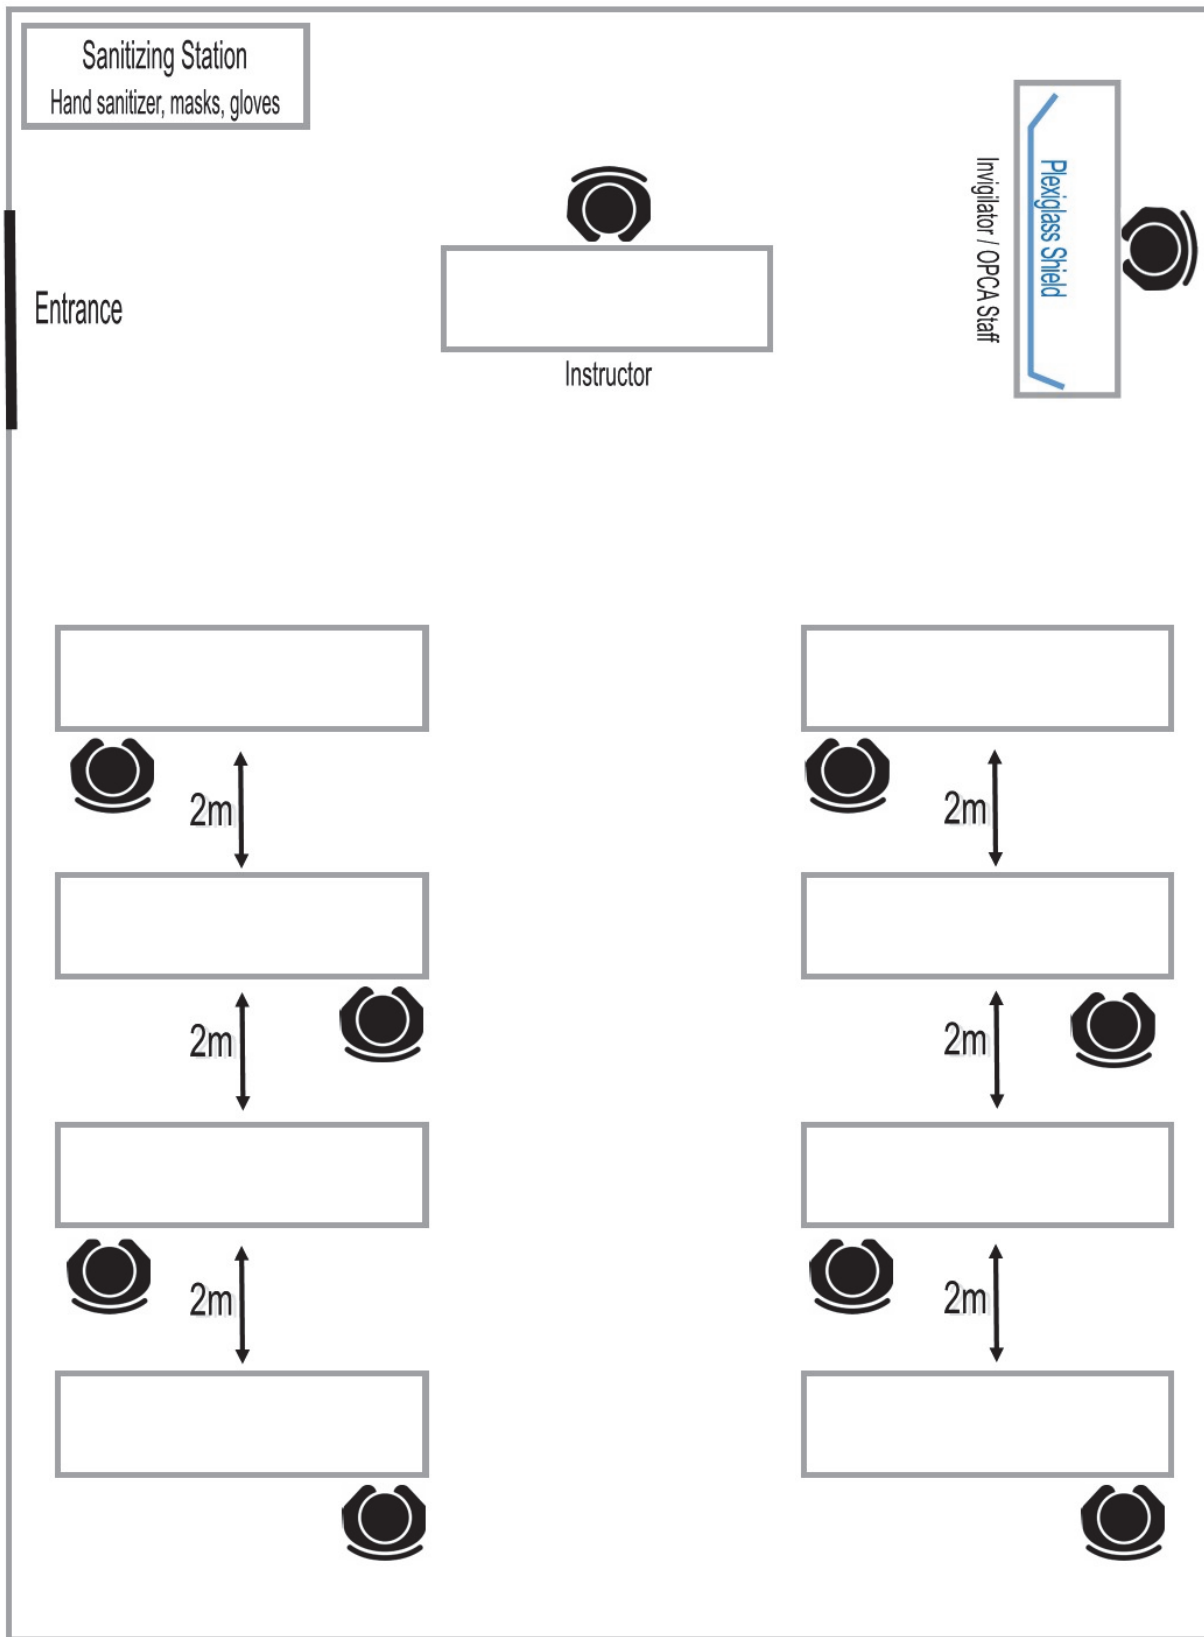 Sanitizing Station
Hand sanitizer, masks, gloves
Plexiglass Shield
Invigilator / OPCA Staff
Entrance
Instructor
2m
2m
2m
2m
2m
2m